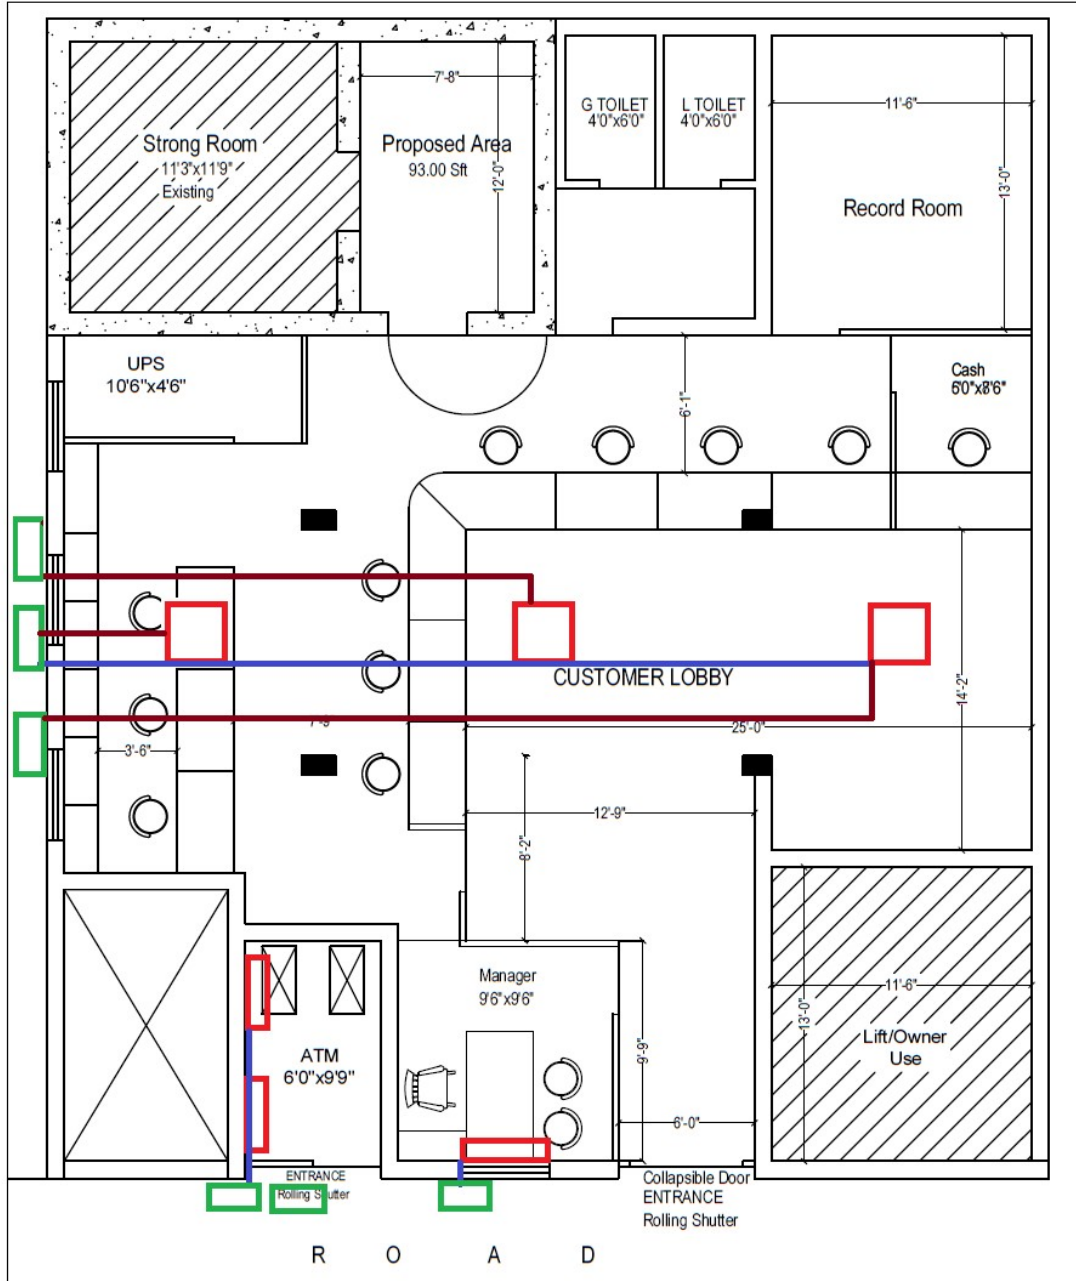 7'-8"
Strong Room
11'3"x11'9"
Existing
Proposed Area
93.00 Sft
12'-0"
G TOILET
4'0"x6'0"
L TOILET
4'0"x6'0"
11'-6"
13'-0"
Record Room
UPS
10'6"x4'6"
6'-1"
Cash
CUSTOMER LOBBY
14'-2"
25'-0"
3'-6"
12'-9"
8'-2"
Manager
9'6"x9'6"
ATM
6'0"x9'9"
9'-9"
6'-0"
11'-6"
13'-0"
Lift/Owner
Use
ENTRANCE
Rolling Shutter
Collapsible Door
ENTRANCE
Rolling Shutter
R O A D